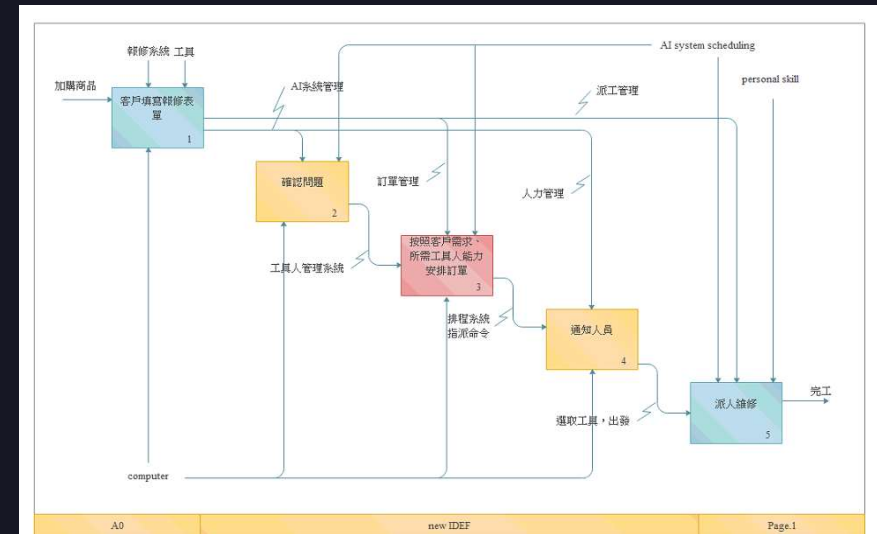 AI system scheduling
報修系統 工具
personal skill
加購商品
AI系統管理
派工管理
客戶填寫報修表
單
1
確認問題
2
訂單管理
人力管理
按照客戶需求、
所需工具人能力
安排訂單
3
工具人管理系統
排程系統
指派命令
通知人員
4
完工
派人維修
5
選取工具，出發
computer
A0
new IDEF
Page.1